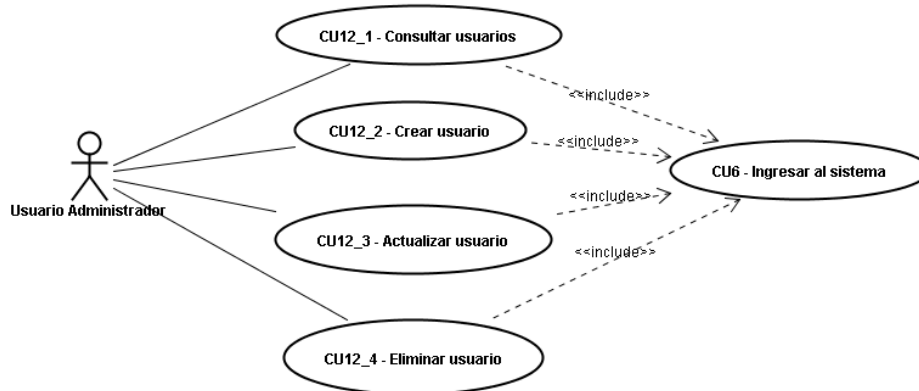 CU12_1 - Consultar usuarios
<<include>>
CU12_2 - Crear usuario
<<include>>
CU6 - Ingresar al sistema
Usuario Administrador
<<include>>
CU12_3 - Actualizar usuario
<<include>>
CU12_4 - Eliminar usuario